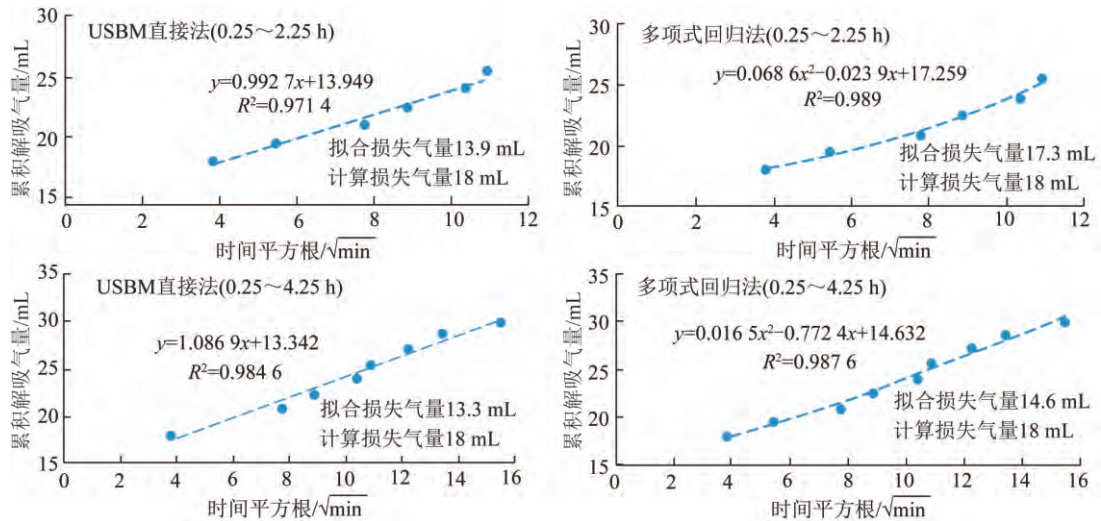 USBM直接法(0.25～2.25 h)
y=0.992 7x+13.949
R²=0.971 4
拟合损失气量13.9 mL
计算损失气量18 mL
累积解吸气量/mL
30
25
20
15
0 2 4 6 8 10 12
时间平方根/√min
多项式回归法(0.25～2.25 h)
y=0.068 6x²−0.023 9x+17.259
R²=0.989
拟合损失气量17.3 mL
计算损失气量18 mL
累积解吸气量/mL
30
25
20
15
0 2 4 6 8 10 12
时间平方根/√min
USBM直接法(0.25～4.25 h)
y=1.086 9x+13.342
R²=0.984 6
拟合损失气量13.3 mL
计算损失气量18 mL
累积解吸气量/mL
35
30
25
20
15
0 2 4 6 8 10 12 14 16
时间平方根/√min
多项式回归法(0.25～4.25 h)
y=0.016 5x²−0.772 4x+14.632
R²=0.987 6
拟合损失气量14.6 mL
计算损失气量18 mL
累积解吸气量/mL
35
30
25
20
15
0 2 4 6 8 10 12 14 16
时间平方根/√min